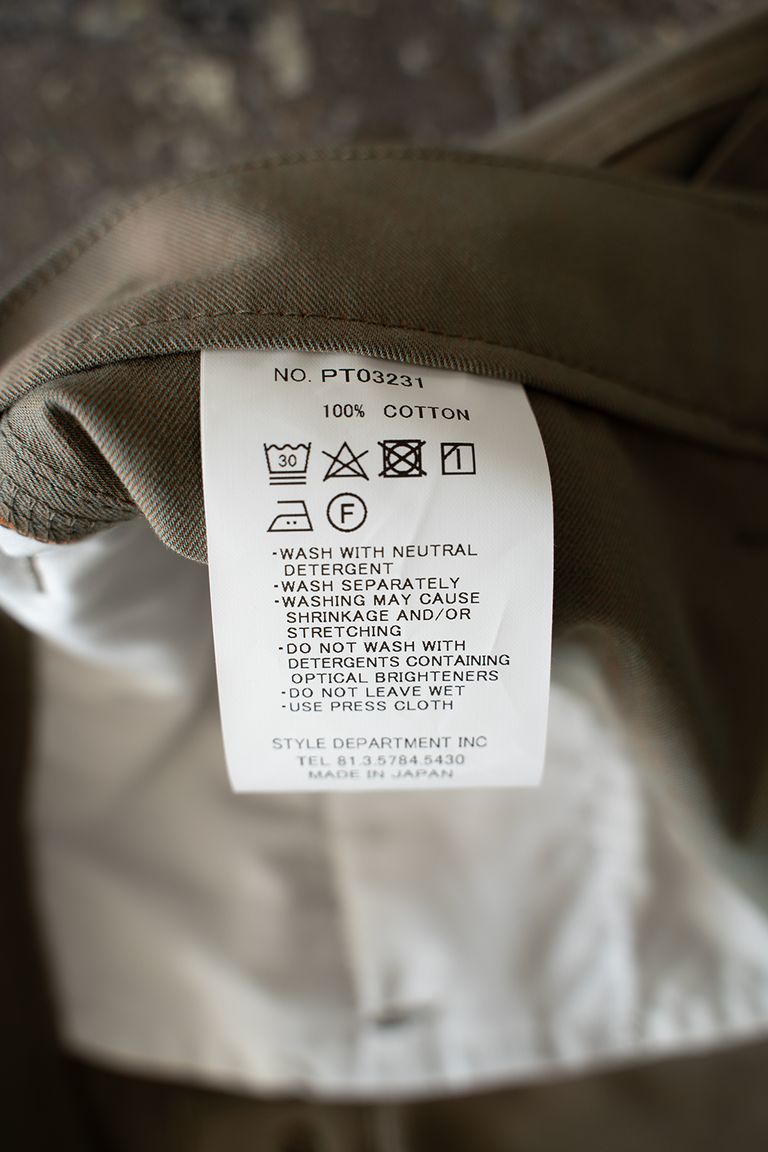 NO. PT03231
100% COTTON
30
F
-WASH WITH NEUTRAL
DETERGENT
-WASH SEPARATELY
-WASHING MAY CAUSE
SHRINKAGE AND/OR
STRETCHING
-DO NOT WASH WITH
DETERGENTS CONTAINING
OPTICAL BRIGHTENERS
-DO NOT LEAVE WET
-USE PRESS CLOTH
STYLE DEPARTMENT INC
TEL 81.3.5784.5430
MADE IN JAPAN